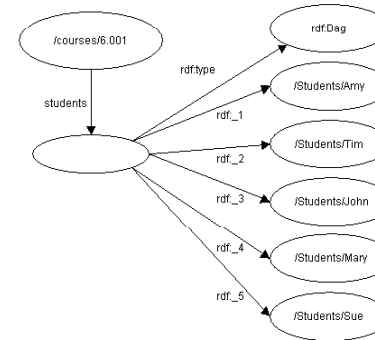 /courses/6.001
students
rdf:type
rdf:Dag
rdf:_1
/Students/Amy
rdf:_2
/Students/Tim
rdf:_3
/Students/John
rdf:_4
/Students/Mary
rdf:_5
/Students/Sue